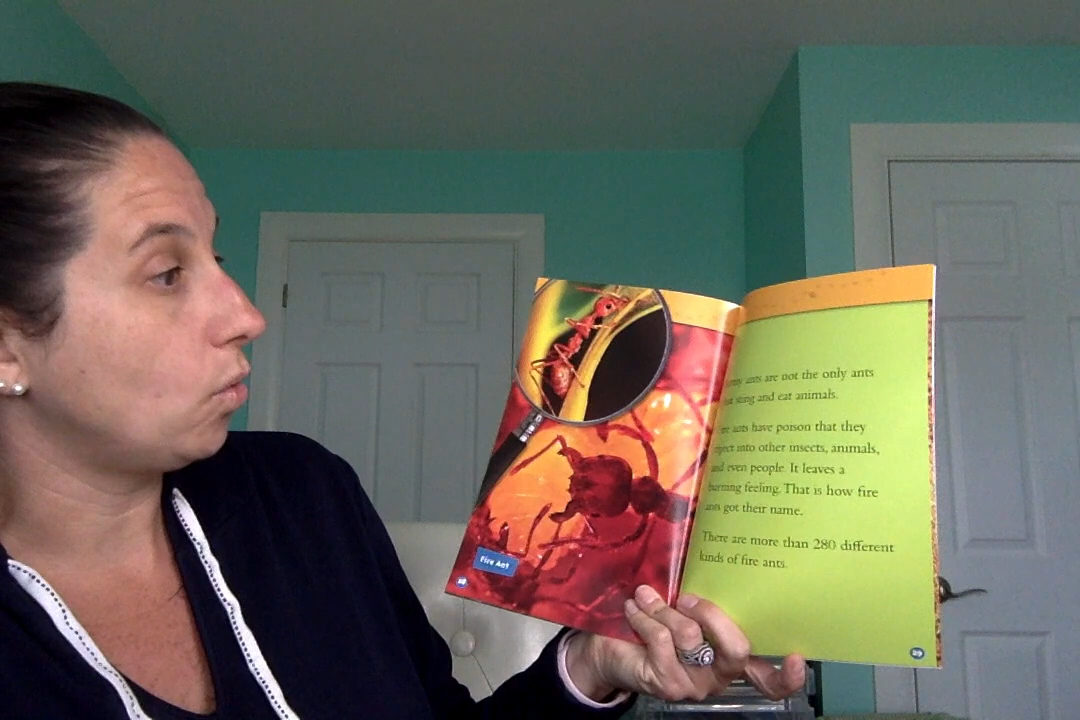 Fire Ant
28
ants are not the only ants
sting and eat animals.
ants have poison that they
into other insects, animals,
and even people. It leaves a
burning feeling. That is how fire
ants got their name.
There are more than 280 different
kinds of fire ants.
29